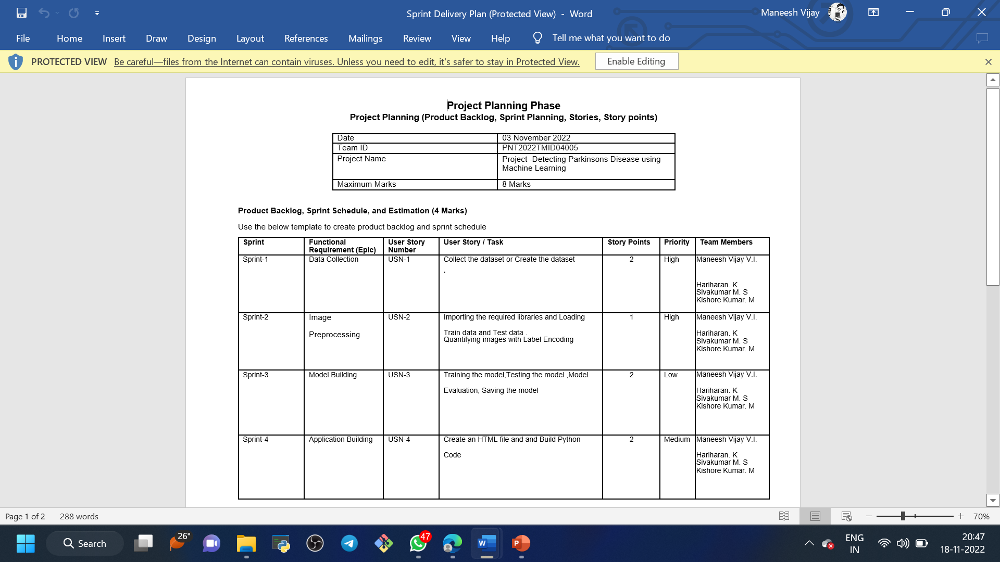 Sprint Delivery Plan (Protected View) - Word
Maneesh Vijay
File Home Insert Draw Design Layout References Mailings Review View Help Tell me what you want to do
PROTECTED VIEW Be careful—files from the Internet can contain viruses. Unless you need to edit, it's safer to stay in Protected View. Enable Editing
Project Planning Phase
Project Planning (Product Backlog, Sprint Planning, Stories, Story points)
Date 03 November 2022
Team ID PNT2022TMID04005
Project Name Project -Detecting Parkinsons Disease using
Machine Learning
Maximum Marks 8 Marks
Product Backlog, Sprint Schedule, and Estimation (4 Marks)
Use the below template to create product backlog and sprint schedule
Sprint Functional User Story User Story / Task Story Points Priority Team Members
Requirement (Epic) Number
Sprint-1 Data Collection USN-1 Collect the dataset or Create the dataset 2 High Maneesh Vijay V.I.
.
Hariharan. K
Sivakumar M. S
Kishore Kumar. M
Sprint-2 Image USN-2 Importing the required libraries and Loading 1 High Maneesh Vijay V.I.
Preprocessing Train data and Test data . Hariharan. K
Quantifying images with Label Encoding Sivakumar M. S
Kishore Kumar. M
Sprint-3 Model Building USN-3 Training the model,Testing the model ,Model 2 Low Maneesh Vijay V.I.
Evaluation, Saving the model Hariharan. K
Sivakumar M. S
Kishore Kumar. M
Sprint-4 Application Building USN-4 Create an HTML file and and Build Python 2 Medium Maneesh Vijay V.I.
Code Hariharan. K
Sivakumar M. S
Kishore Kumar. M
Page 1 of 2 288 words 70%
Search 26° 47 W P ENG 20:47
IN 18-11-2022